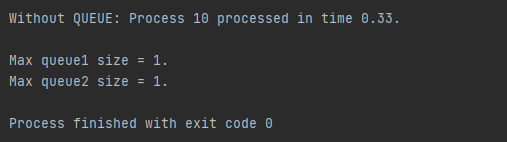 Without QUEUE: Process 10 processed in time 0.33.
Max queue1 size = 1.
Max queue2 size = 1.
Process finished with exit code 0